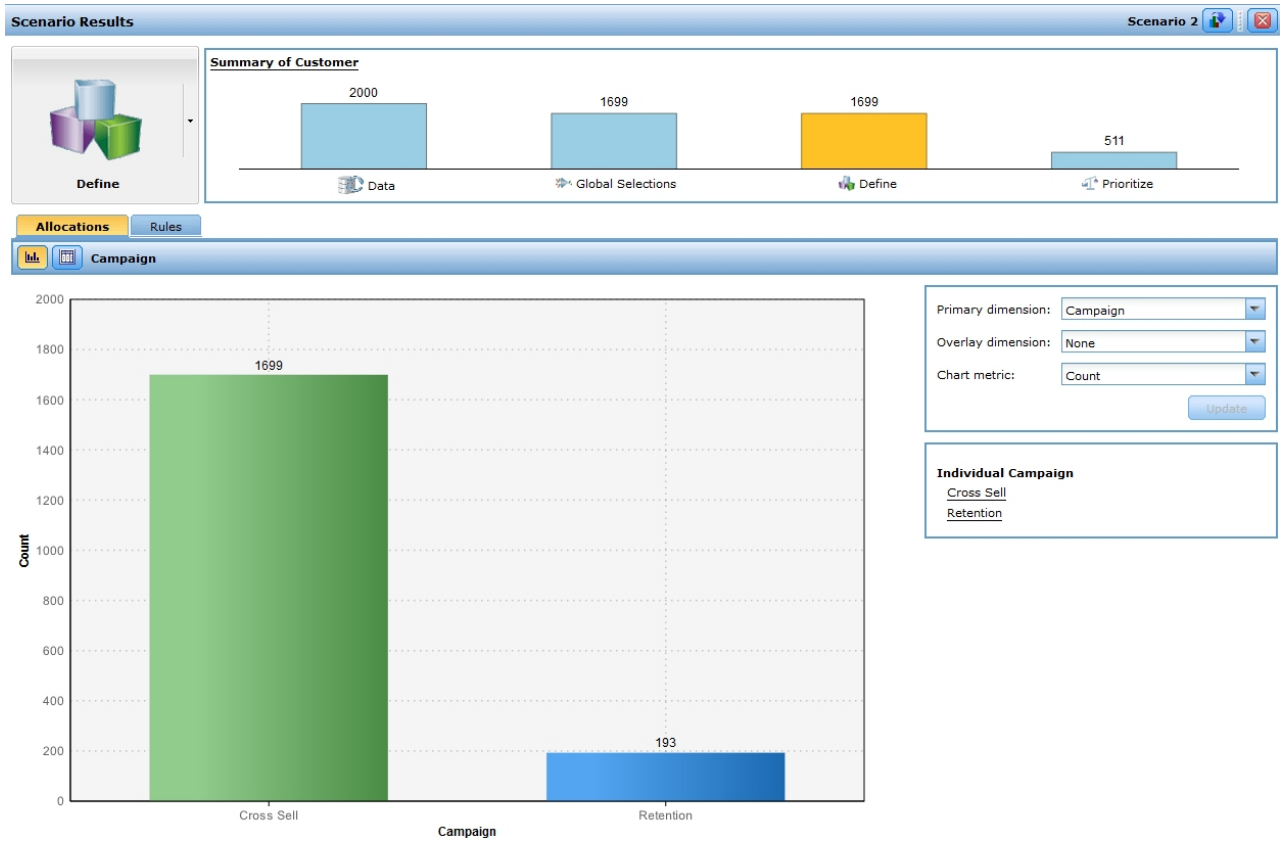 Scenario Results
Scenario 2
Define
Summary of Customer
2000
1699
1699
511
Data
Global Selections
Define
Prioritize
Allocations
Rules
Campaign
2000
1800
1600
1400
1200
1000
800
600
400
200
0
Count
1699
193
Cross Sell
Retention
Campaign
Primary dimension: Campaign
Overlay dimension: None
Chart metric: Count
Update
Individual Campaign
Cross Sell
Retention